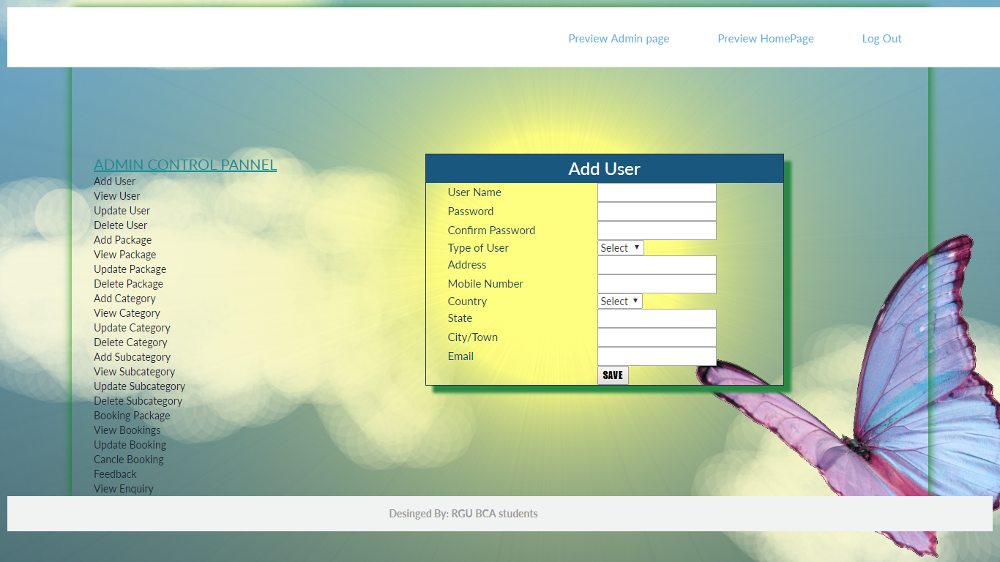 Preview Admin page Preview HomePage Log Out
ADMIN CONTROL PANNEL
Add User
View User
Update User
Delete User
Add Package
View Package
Update Package
Delete Package
Add Category
View Category
Update Category
Delete Category
Add Subcategory
View Subcategory
Update Subcategory
Delete Subcategory
Booking Package
View Bookings
Update Booking
Cancle Booking
Feedback
View Enquiry
Add User
User Name
Password
Confirm Password
Type of User Select
Address
Mobile Number
Country Select
State
City/Town
Email
SAVE
Desinged By: RGU BCA students